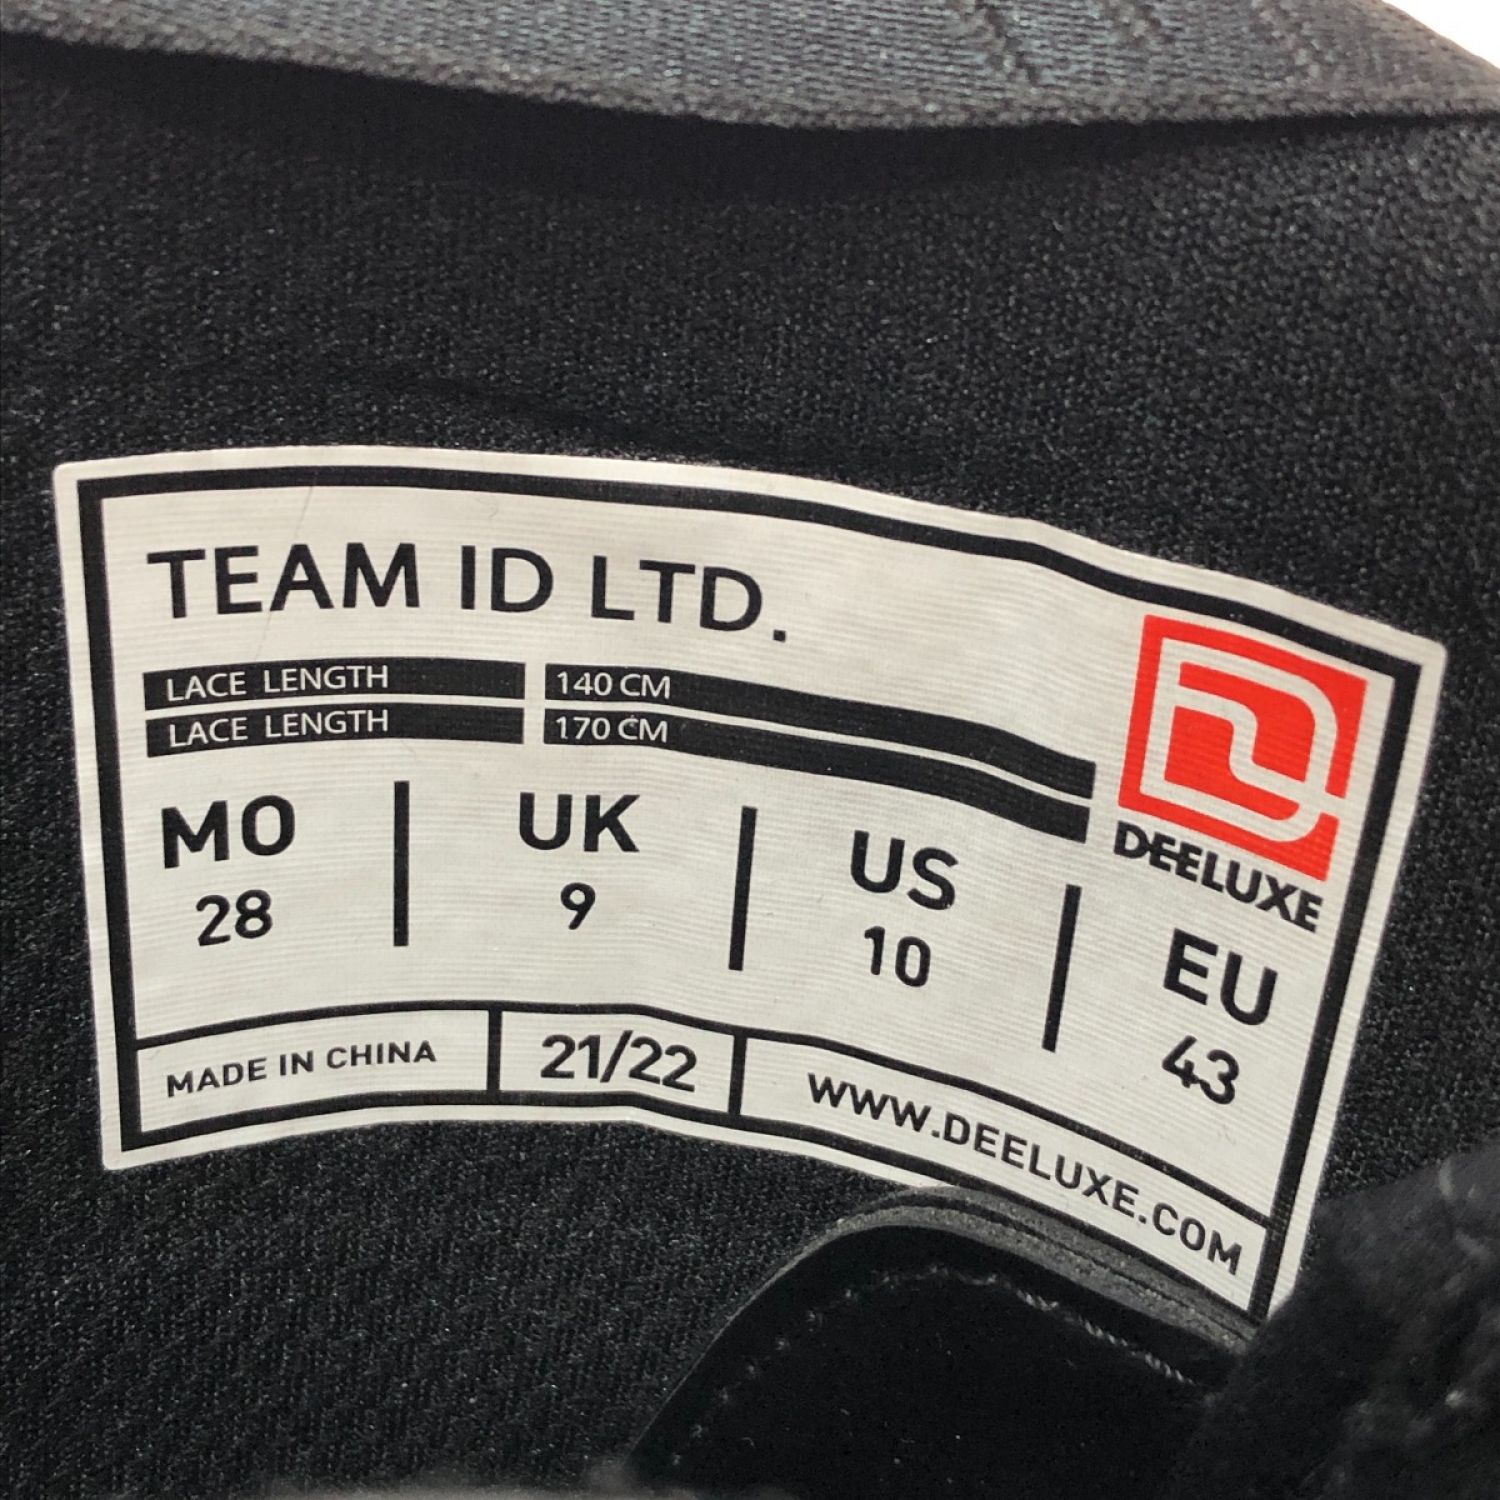 TEAM ID LTD.
LACE LENGTH 140 CM
LACE LENGTH 170 CM
DEELUXE
MO UK US EU
28 9 10 43
MADE IN CHINA 21/22 WWW.DEELUXE.COM